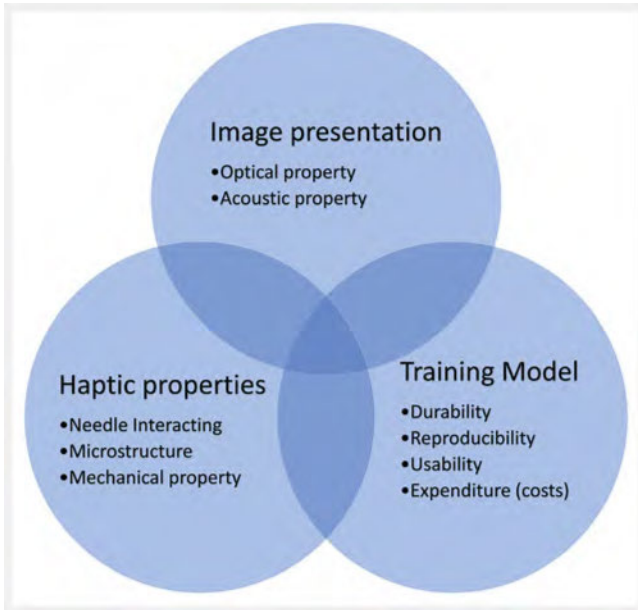 Image presentation
•Optical property
•Acoustic property
Haptic properties
•Needle Interacting
•Microstructure
•Mechanical property
Training Model
•Durability
•Reproducibility
•Usability
•Expenditure (costs)